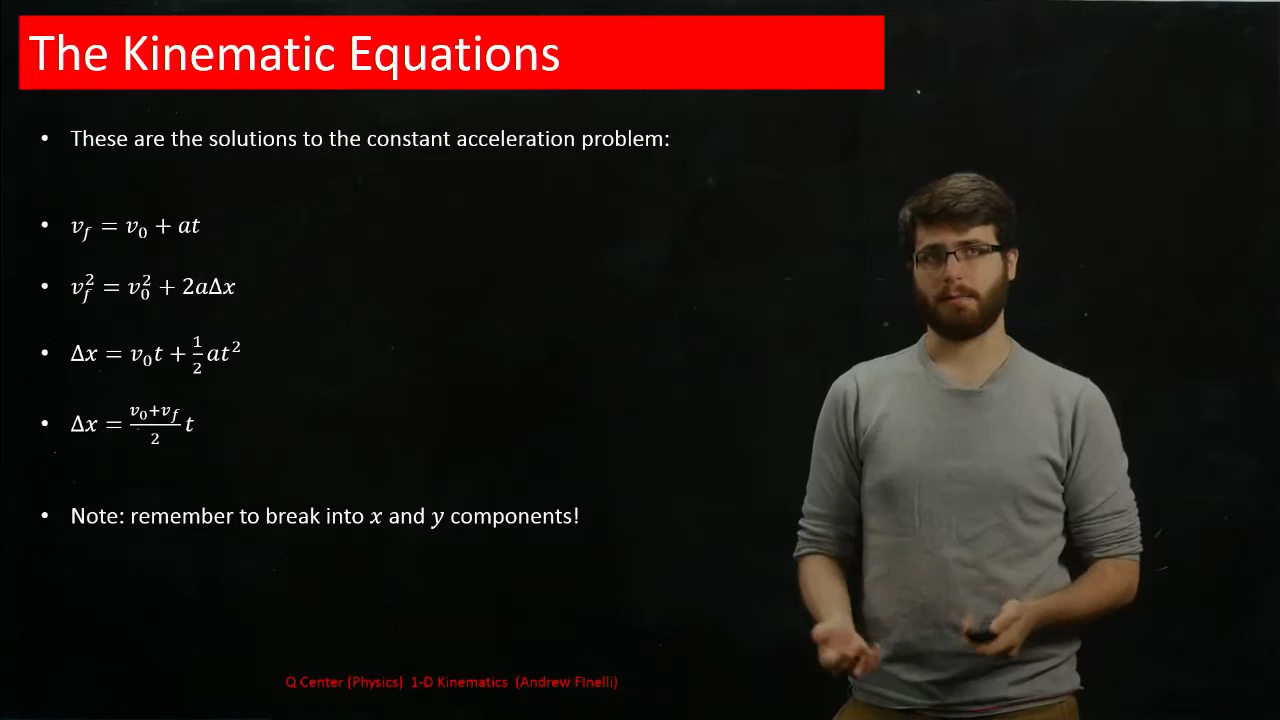 The Kinematic Equations
• These are the solutions to the constant acceleration problem:
• v_f = v_0 + at
• v_f^2 = v_0^2 + 2aΔx
• Δx = v_0t + \frac{1}{2}at^2
• Δx = \frac{v_0+v_f}{2}t
• Note: remember to break into x and y components!
Q Center (Physics) 1-D Kinematics (Andrew FInelli)